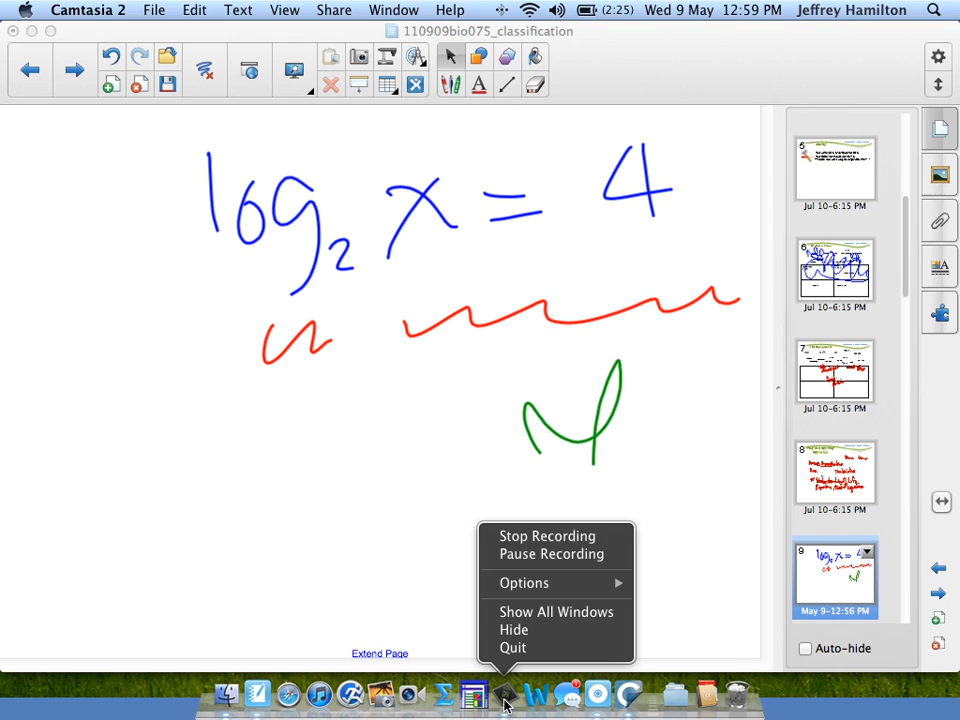 Camtasia 2 File Edit Text View Share Window Help (2:25) Wed 9 May 12:59 PM Jeffrey Hamilton
110909bio075_classification
log₂ x = 4
5
Jul 10-6:15 PM
6
Jul 10-6:15 PM
7
Jul 10-6:15 PM
8
Jul 10-6:15 PM
9
log₂ x = 4
May 9-12:56 PM
Stop Recording
Pause Recording
Options
Show All Windows
Hide
Quit
Extend Page
Auto-hide